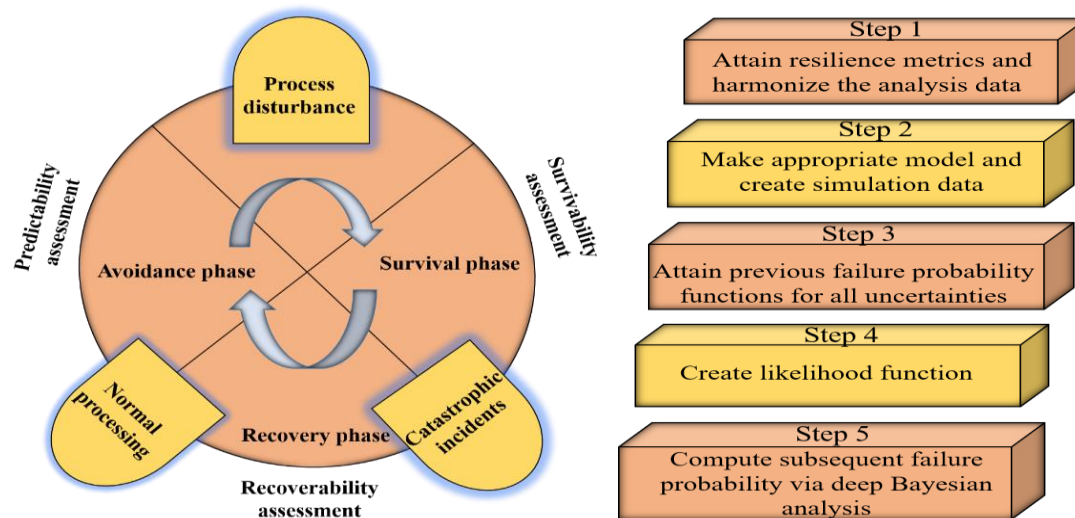 Process
disturbance
Predictability
assessment
Survivability
assessment
Avoidance phase
Survival phase
Normal
processing
Recovery phase
Catastrophic
incidents
Recoverability
assessment
Step 1
Attain resilience metrics and
harmonize the analysis data
Step 2
Make appropriate model and
create simulation data
Step 3
Attain previous failure probability
functions for all uncertainties
Step 4
Create likelihood function
Step 5
Compute subsequent failure
probability via deep Bayesian
analysis